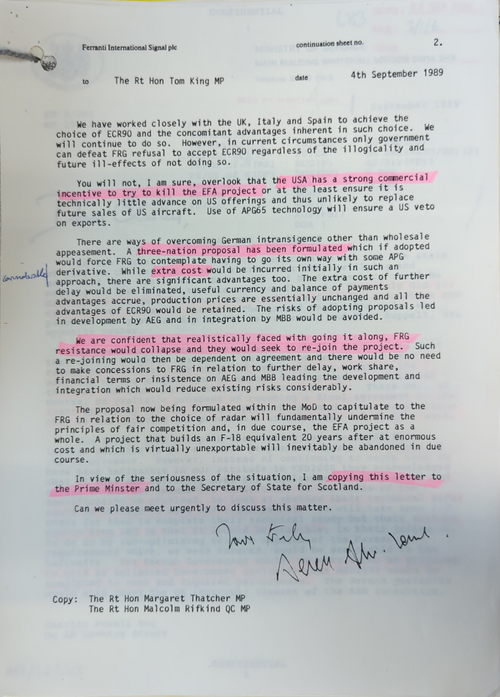 Ferranti International Signal plc
continuation sheet no.
2.
to The Rt Hon Tom King MP
date 4th September 1989
We have worked closely with the UK, Italy and Spain to achieve the
choice of ECR90 and the concomitant advantages inherent in such choice. We
will continue to do so. However, in current circumstances only government
can defeat FRG refusal to accept ECR90 regardless of the illogicality and
future ill-effects of not doing so.
You will not, I am sure, overlook that the USA has a strong commercial
incentive to try to kill the EFA project or at the least ensure it is
technically little advance on US offerings and thus unlikely to replace
future sales of US aircraft. Use of APG65 technology will ensure a US veto
on exports.
There are ways of overcoming German intransigence other than wholesale
appeasement. A three-nation proposal has been formulated which if adopted
would force FRG to contemplate having to go its own way with some APG
derivative. While extra cost would be incurred initially in such an
approach, there are significant advantages too. The extra cost of further
delay would be eliminated, useful currency and balance of payments
advantages accrue, production prices are essentially unchanged and all the
advantages of ECR90 would be retained. The risks of adopting proposals led
in development by AEG and in integration by MBB would be avoided.
We are confident that realistically faced with going it along, FRG
resistance would collapse and they would seek to re-join the project. Such
a re-joining would then be dependent on agreement and there would be no need
to make concessions to FRG in relation to further delay, work share,
financial terms or insistence on AEG and MBB leading the development and
integration which would reduce existing risks considerably.
The proposal now being formulated within the MoD to capitulate to the
FRG in relation to the choice of radar will fundamentally undermine the
principles of fair competition and, in due course, the EFA project as a
whole. A project that builds an F-18 equivalent 20 years after at enormous
cost and which is virtually unexportable will inevitably be abandoned in due
course.
In view of the seriousness of the situation, I am copying this letter to
the Prime Minster and to the Secretary of State for Scotland.
Can we please meet urgently to discuss this matter.
Copy: The Rt Hon Margaret Thatcher MP
The Rt Hon Malcolm Rifkind QC MP